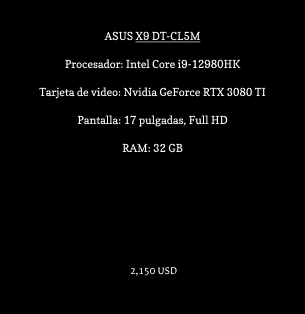 ASUS X9 DT-CL5M
Procesador: Intel Core i9-12980HK
Tarjeta de video: Nvidia GeForce RTX 3080 TI
Pantalla: 17 pulgadas, Full HD
RAM: 32 GB
2,150 USD